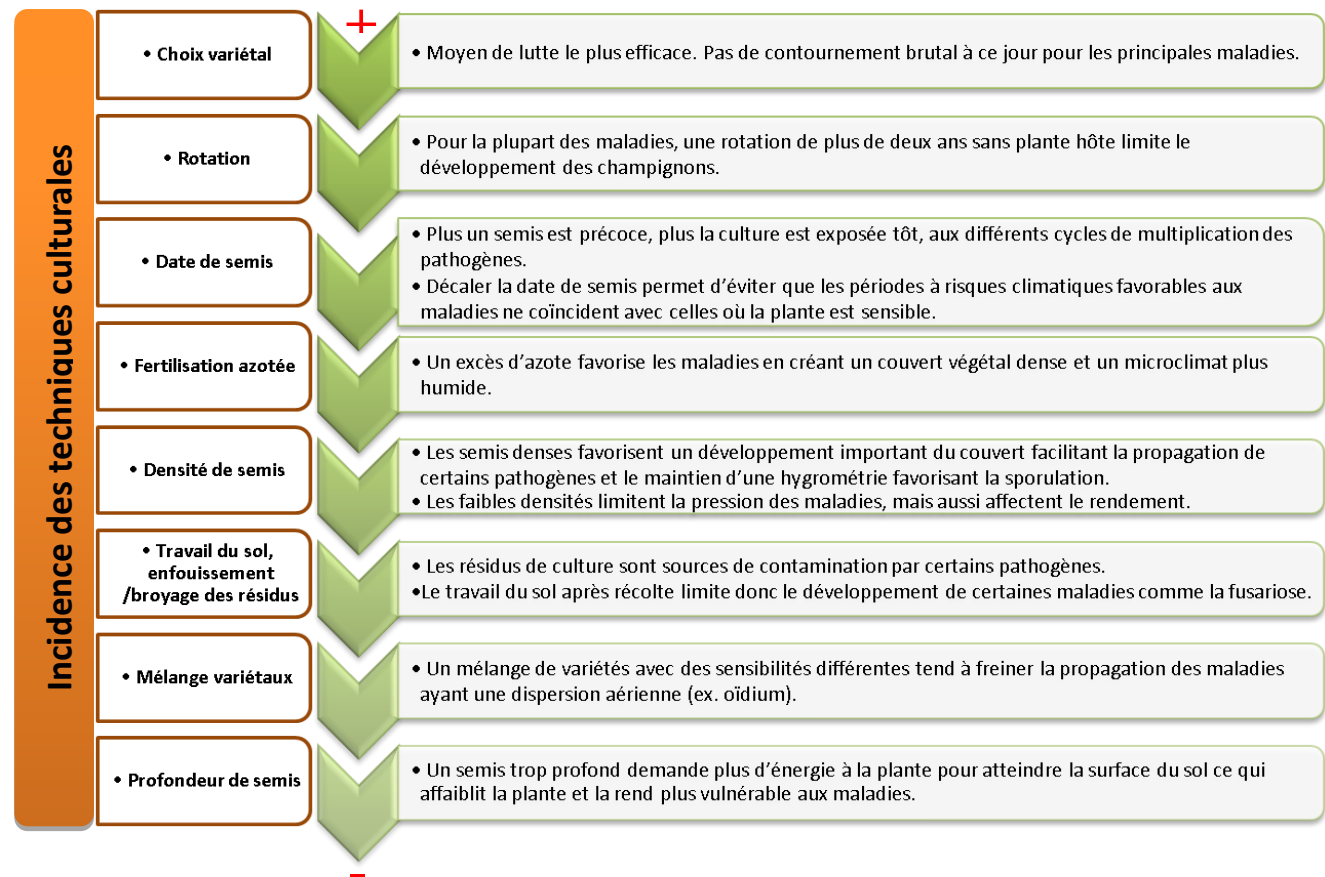 Incidence des techniques culturales
+
• Choix variétal
• Moyen de lutte le plus efficace. Pas de contournement brutal à ce jour pour les principales maladies.
• Rotation
• Pour la plupart des maladies, une rotation de plus de deux ans sans plante hôte limite le
développement des champignons.
• Date de semis
• Plus un semis est précoce, plus la culture est exposée tôt, aux différents cycles de multiplication des
pathogènes.
• Décaler la date de semis permet d'éviter que les périodes à risques climatiques favorables aux
maladies ne coïncident avec celles où la plante est sensible.
• Fertilisation azotée
• Un excès d'azote favorise les maladies en créant un couvert végétal dense et un microclimat plus
humide.
• Densité de semis
• Les semis denses favorisent un développement important du couvert facilitant la propagation de
certains pathogènes et le maintien d'une hygrométrie favorisant la sporulation.
• Les faibles densités limitent la pression des maladies, mais aussi affectent le rendement.
• Travail du sol,
enfouissement
/broyage des résidus
• Les résidus de culture sont sources de contamination par certains pathogènes.
•Le travail du sol après récolte limite donc le développement de certaines maladies comme la fusariose.
• Mélange variétaux
• Un mélange de variétés avec des sensibilités différentes tend à freiner la propagation des maladies
ayant une dispersion aérienne (ex. oïdium).
• Profondeur de semis
• Un semis trop profond demande plus d'énergie à la plante pour atteindre la surface du sol ce qui
affaiblit la plante et la rend plus vulnérable aux maladies.
-